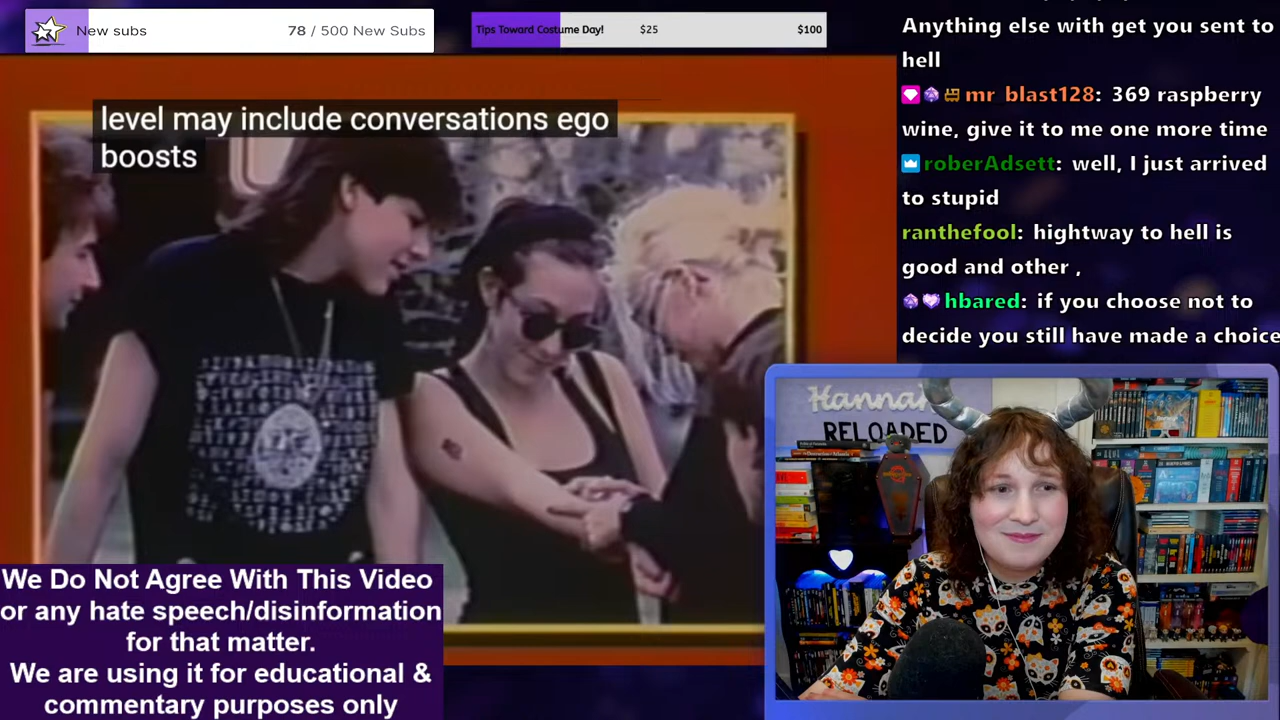 New subs
78 / 500 New Subs
Tips Toward Costume Day!
$25
$100
level may include conversations ego
boosts
Anything else with get you sent to
hell
mr_blast128: 369 raspberry
wine, give it to me one more time
roberAdsett: well, I just arrived
to stupid
ranthefool: hightway to hell is
good and other ,
hbared: if you choose not to
decide you still have made a choice
Hannah
RELOADED
We Do Not Agree With This Video
or any hate speech/disinformation
for that matter.
We are using it for educational &
commentary purposes only